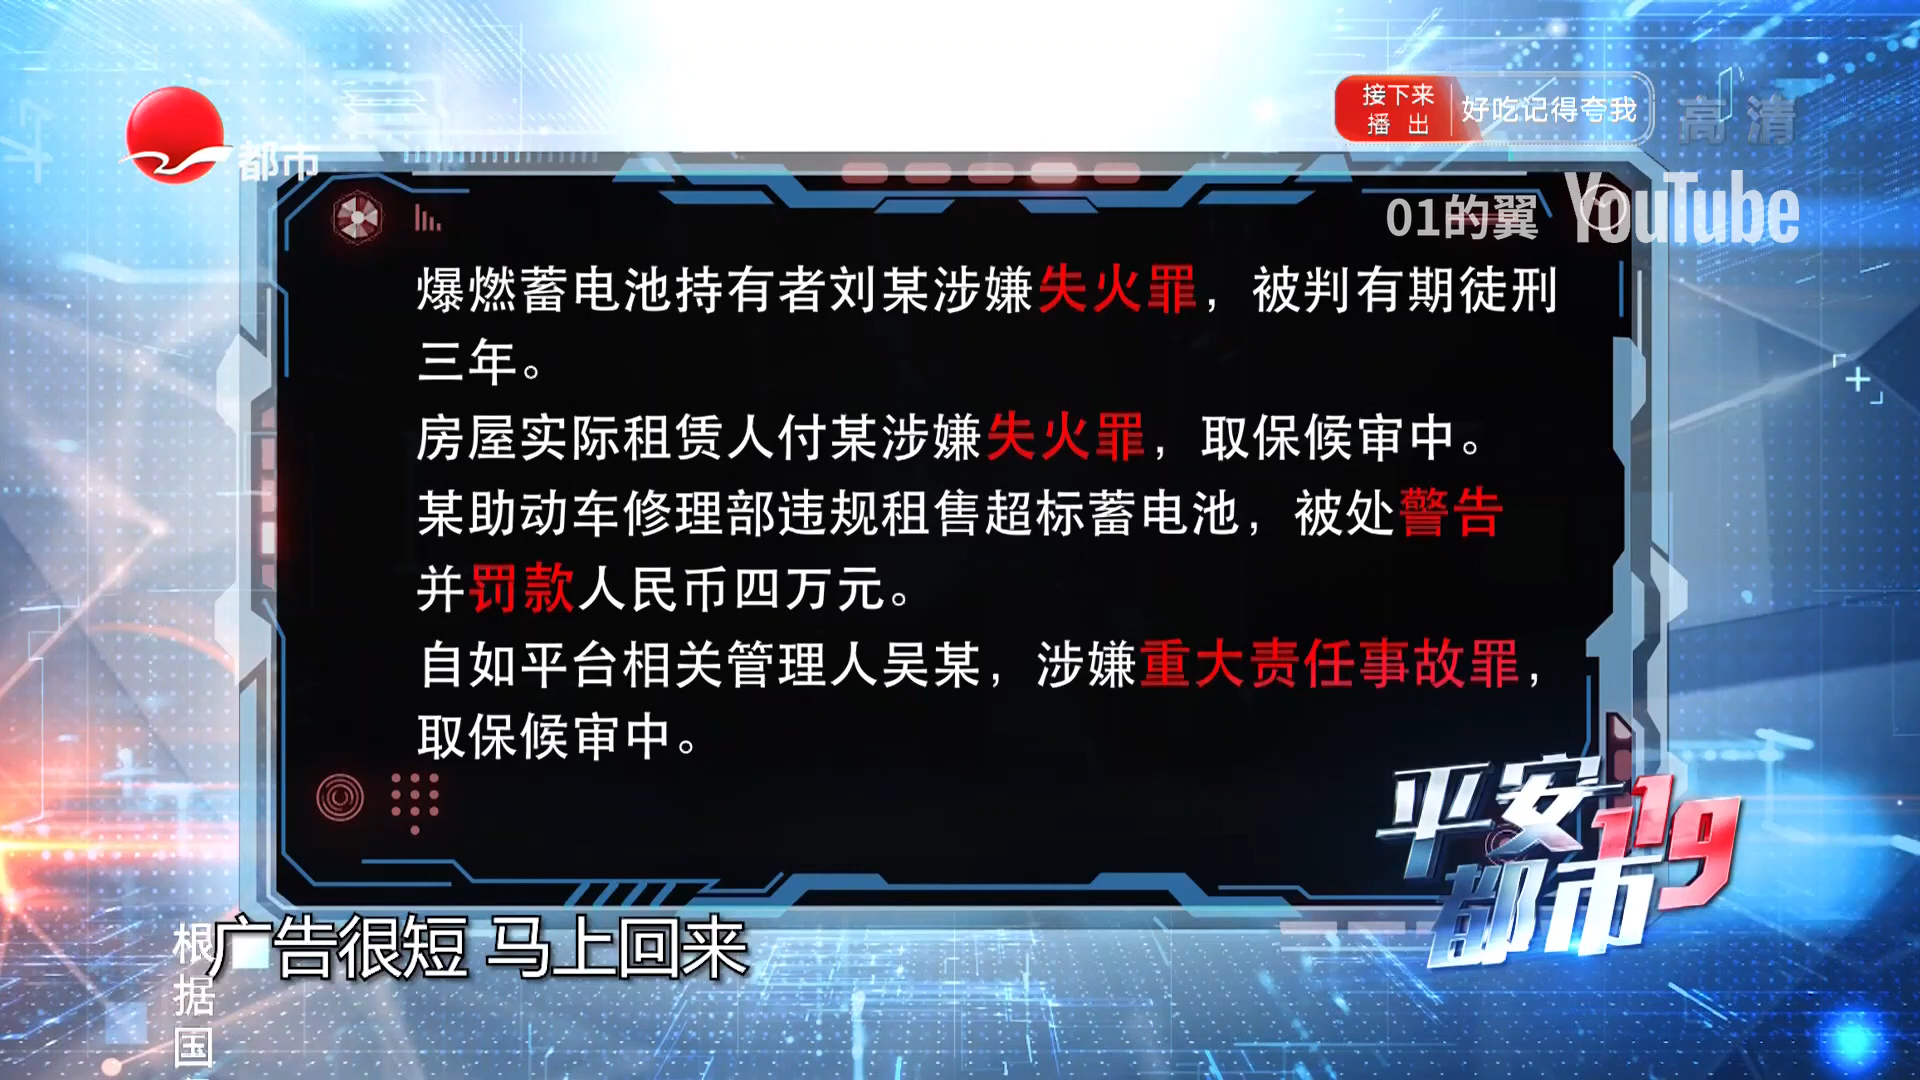 接下来
播 出
好吃记得夸我
高清
都市
01的翼 YouTube
爆燃蓄电池持有者刘某涉嫌失火罪，被判有期徒刑
三年。
房屋实际租赁人付某涉嫌失火罪，取保候审中。
某助动车修理部违规租售超标蓄电池，被处警告
并罚款人民币四万元。
自如平台相关管理人吴某，涉嫌重大责任事故罪，
取保候审中。
平安
都市119
广告很短 马上回来
根据国